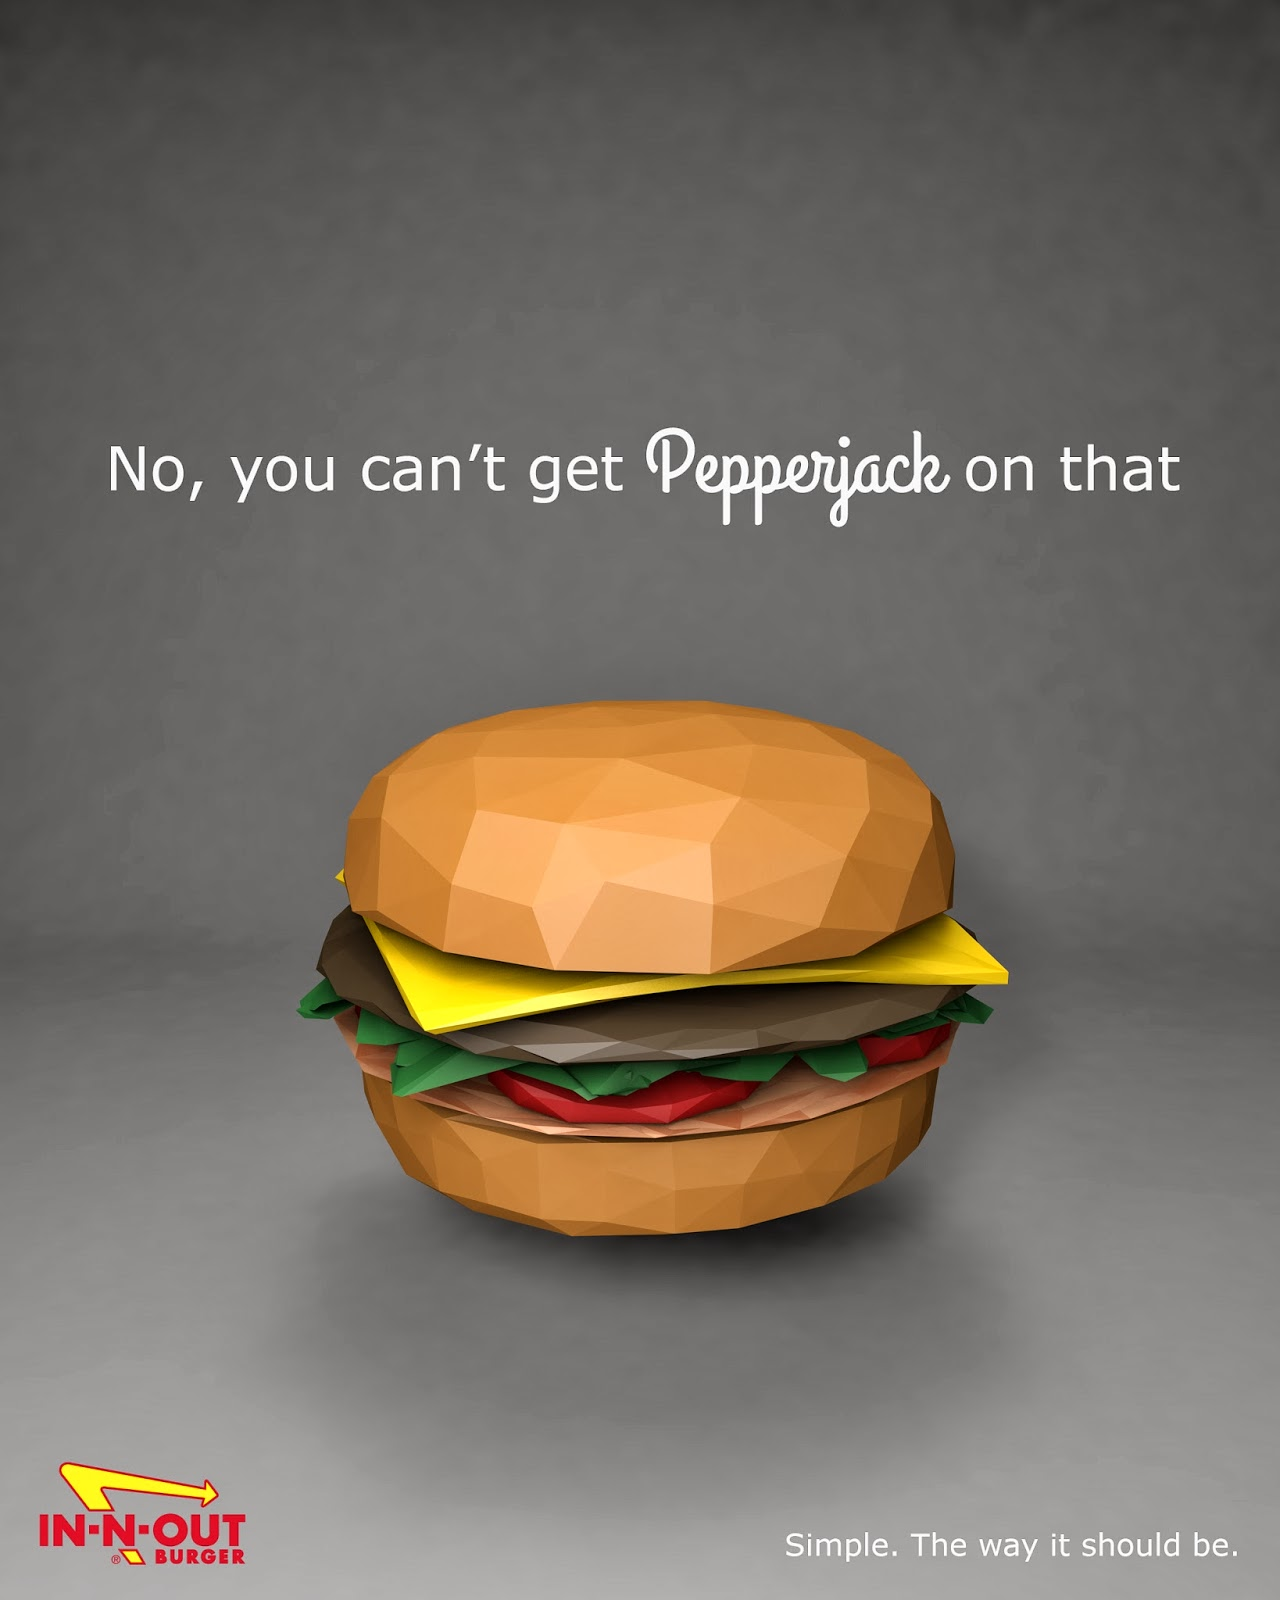 No, you can’t get Pepperjack on that
IN-N-OUT
® BURGER
Simple. The way it should be.